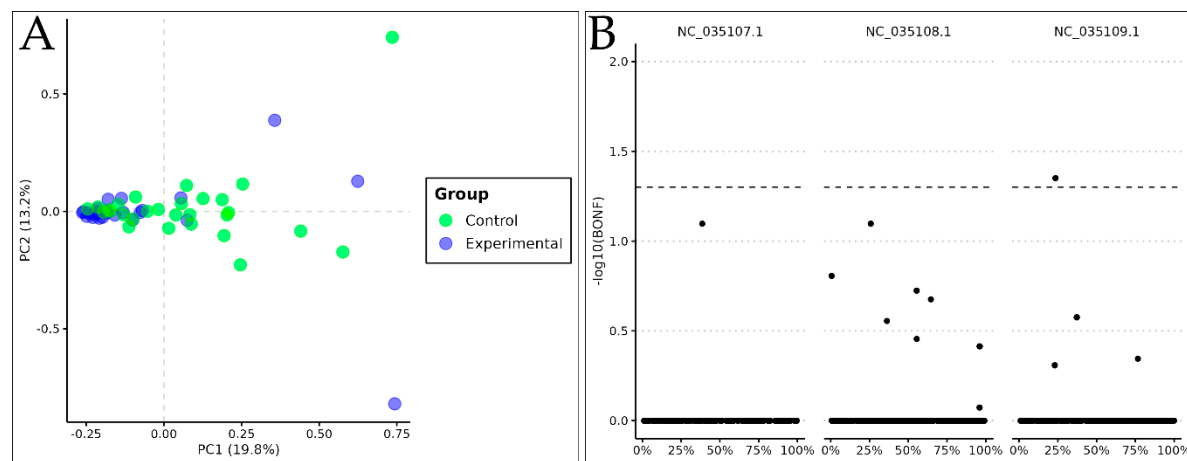 A
0.5
0.0
-0.5
PC2 (13.2%)
-0.25
0.00
0.25
0.50
0.75
PC1 (19.8%)
Group
Control
Experimental
B
NC_035107.1
NC_035108.1
NC_035109.1
2.0
1.5
1.0
0.5
0.0
-log10(BONF)
0% 25% 50% 75% 100%
0% 25% 50% 75% 100%
0% 25% 50% 75% 100%